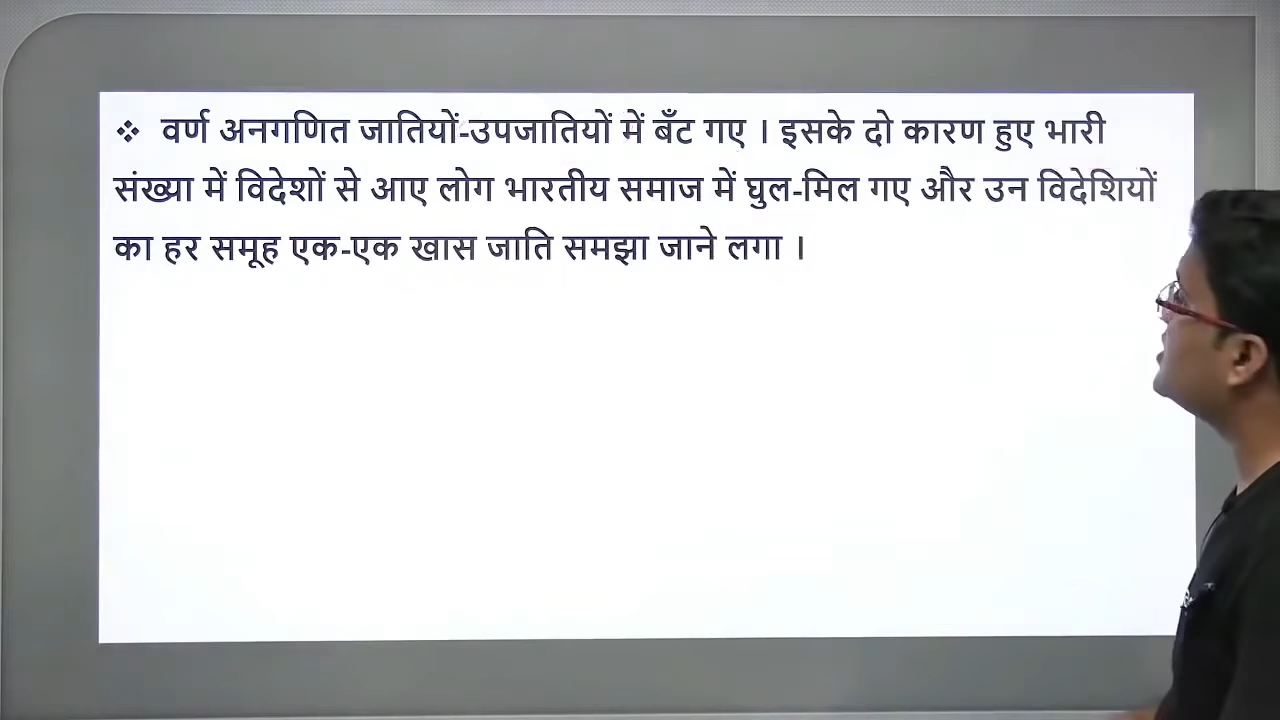 ❖ वर्ण अनगणित जातियों-उपजातियों में बँट गए । इसके दो कारण हुए भारी
संख्या में विदेशों से आए लोग भारतीय समाज में घुल-मिल गए और उन विदेशियों
का हर समूह एक-एक खास जाति समझा जाने लगा ।